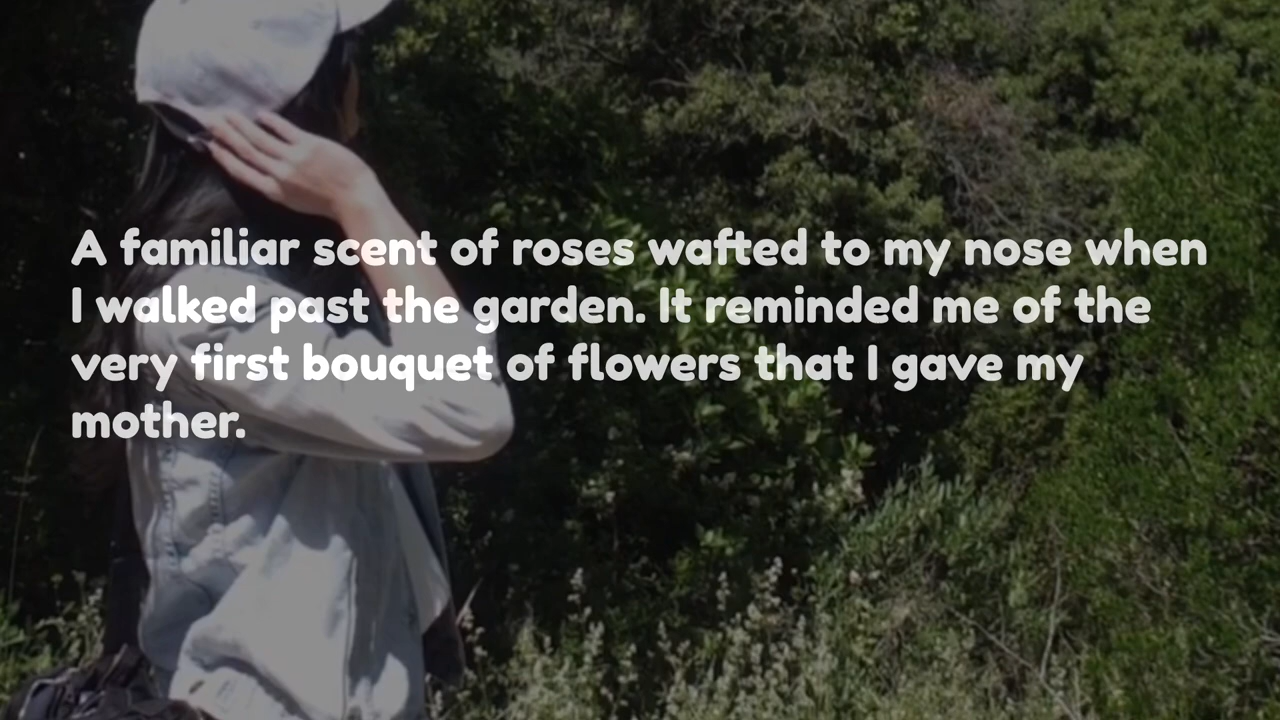 A familiar scent of roses wafted to my nose when
I walked past the garden. It reminded me of the
very first bouquet of flowers that I gave my
mother.